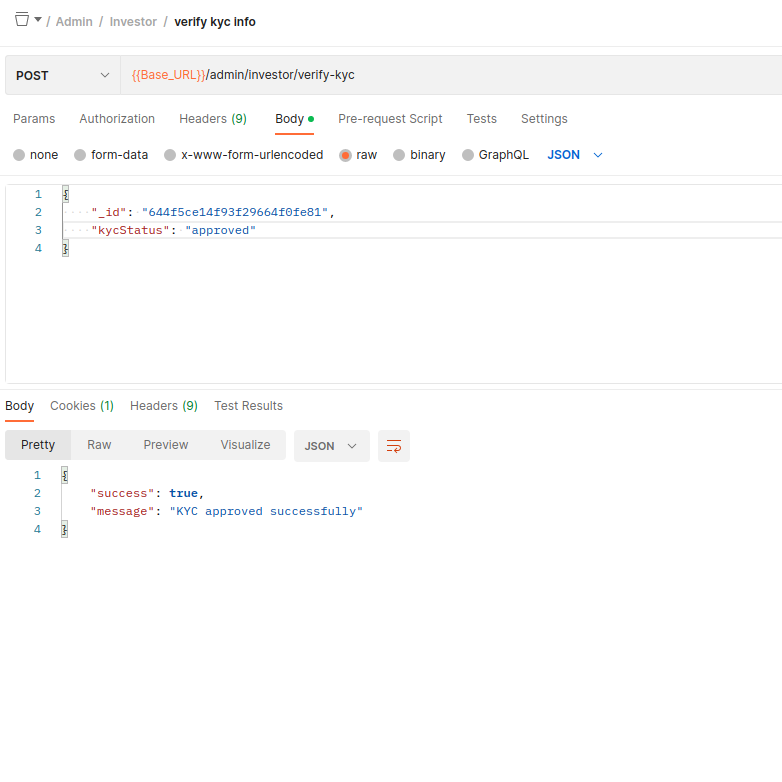 / Admin / Investor / verify kyc info
POST {{Base_URL}}/admin/investor/verify-kyc
Params Authorization Headers (9) Body Pre-request Script Tests Settings
none form-data x-www-form-urlencoded raw binary GraphQL JSON
1 {
2 "_id": "644f5ce14f93f29664f0fe81",
3 "kycStatus": "approved"
4 }
Body Cookies (1) Headers (9) Test Results
Pretty Raw Preview Visualize JSON
1 {
2 "success": true,
3 "message": "KYC approved successfully"
4 }